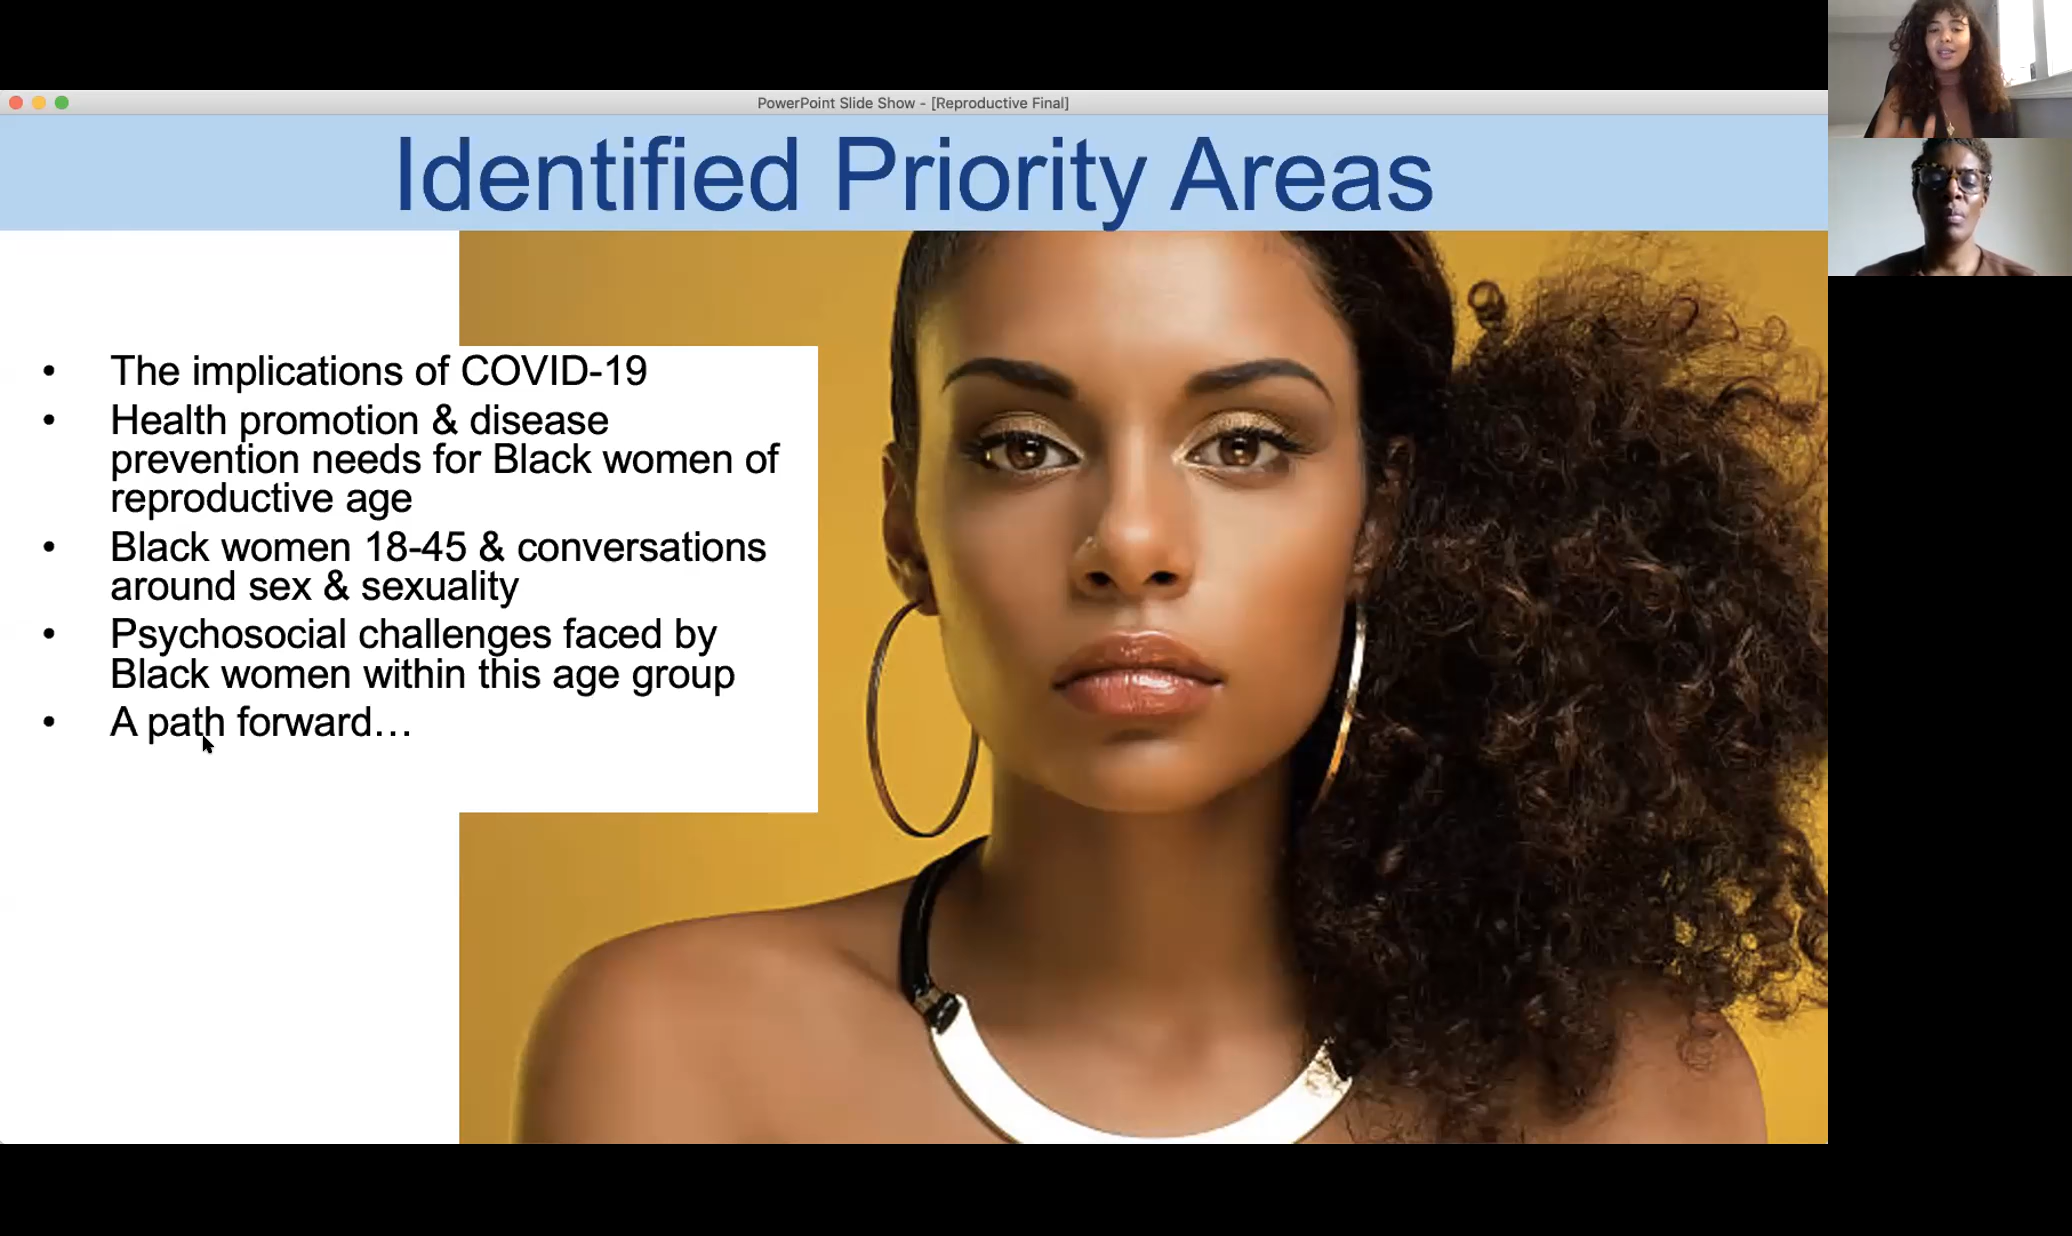 PowerPoint Slide Show - [Reproductive Final]
Identified Priority Areas
• The implications of COVID-19
• Health promotion & disease
prevention needs for Black women of
reproductive age
• Black women 18-45 & conversations
around sex & sexuality
• Psychosocial challenges faced by
Black women within this age group
• A path forward…